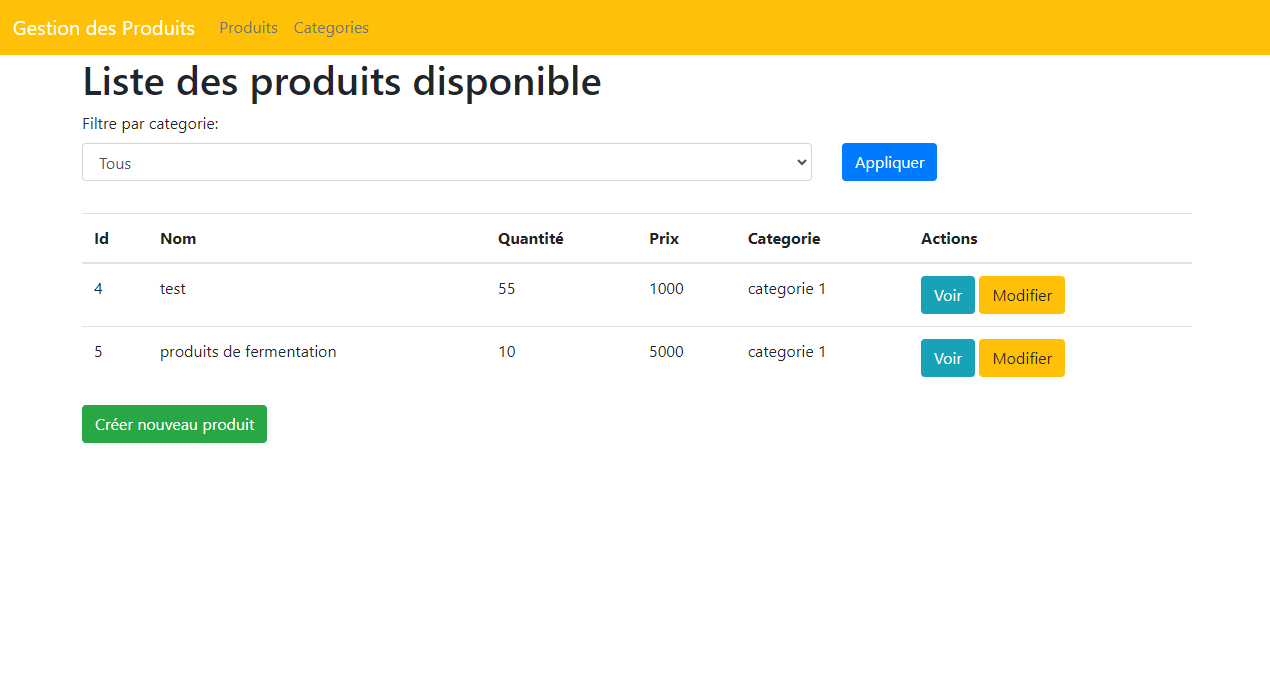 Gestion des Produits Produits Categories
Liste des produits disponible
Filtre par categorie:
Tous Appliquer
Id Nom Quantité Prix Categorie Actions
4 test 55 1000 categorie 1 Voir Modifier
5 produits de fermentation 10 5000 categorie 1 Voir Modifier
Créer nouveau produit